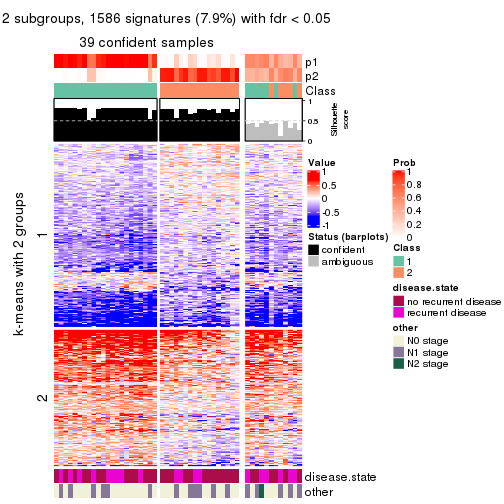 2 subgroups, 1586 signatures (7.9%) with fdr < 0.05
39 confident samples
p1
p2
Class
1
0.5
0
Silhouette
score
k-means with 2 groups
1
2
disease.state
other
Value
1
0.5
0
-0.5
-1
Status (barplots)
confident
ambiguous
Prob
1
0.8
0.6
0.4
0.2
0
Class
1
2
disease.state
no recurrent disease
recurrent disease
other
N0 stage
N1 stage
N2 stage